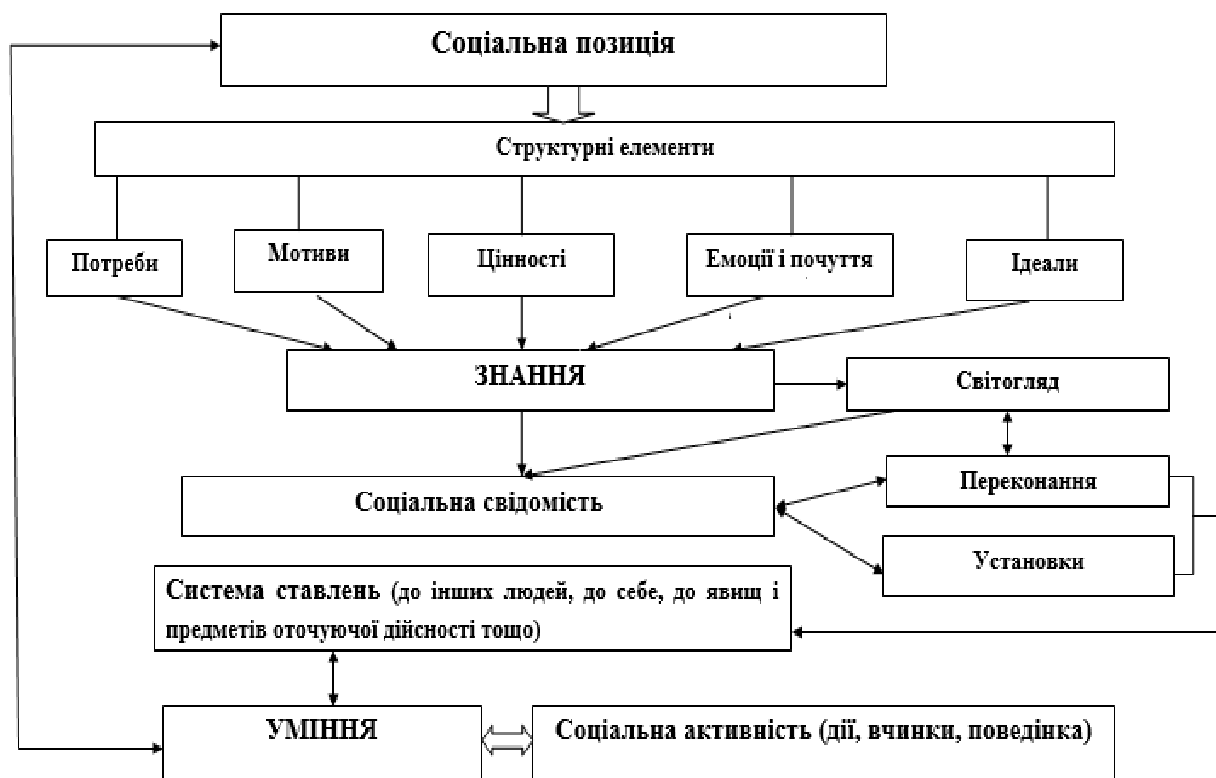 Соціальна позиція
Структурні елементи
Потреби
Мотиви
Цінності
Емоції і почуття
Ідеали
ЗНАННЯ
Світогляд
Соціальна свідомість
Переконання
Установки
Система ставлень (до інших людей, до себе, до явищ і
предметів оточуючої дійсності тощо)
УМІННЯ
Соціальна активність (дії, вчинки, поведінка)